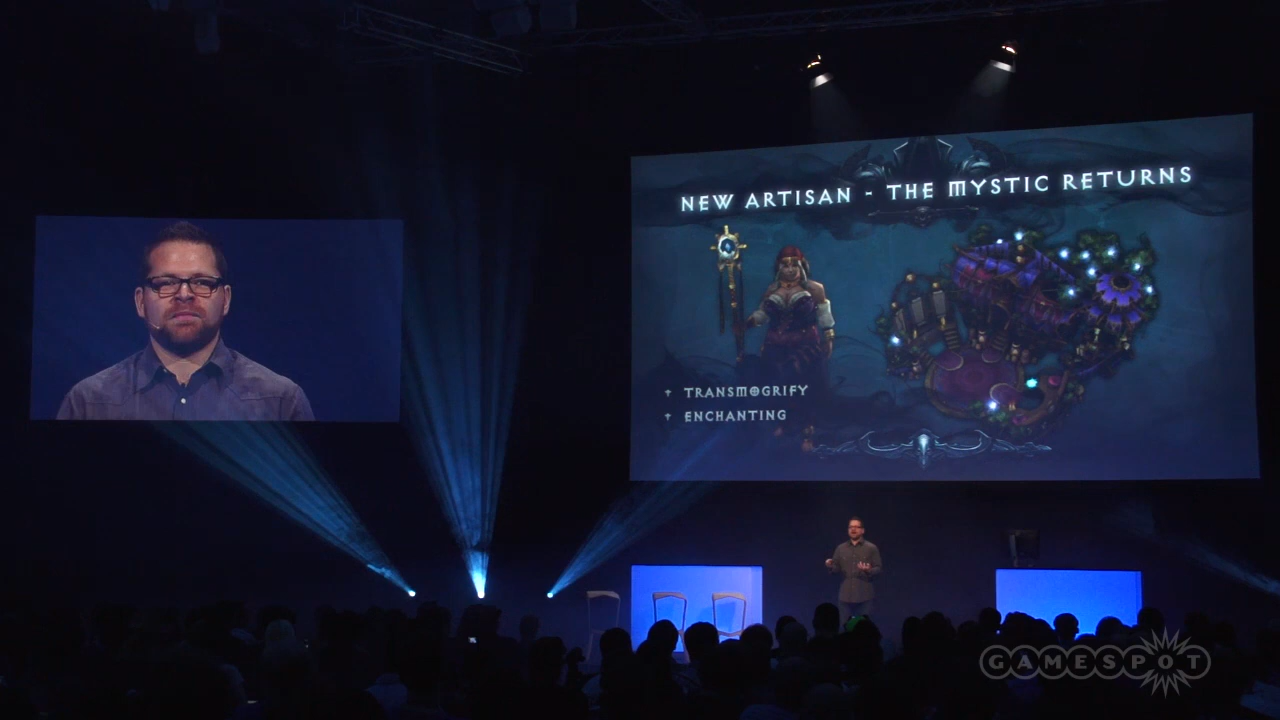 NEW ARTISAN - THE MYSTIC RETURNS
TRANSMOGRIFY
ENCHANTING
GAMESPOT